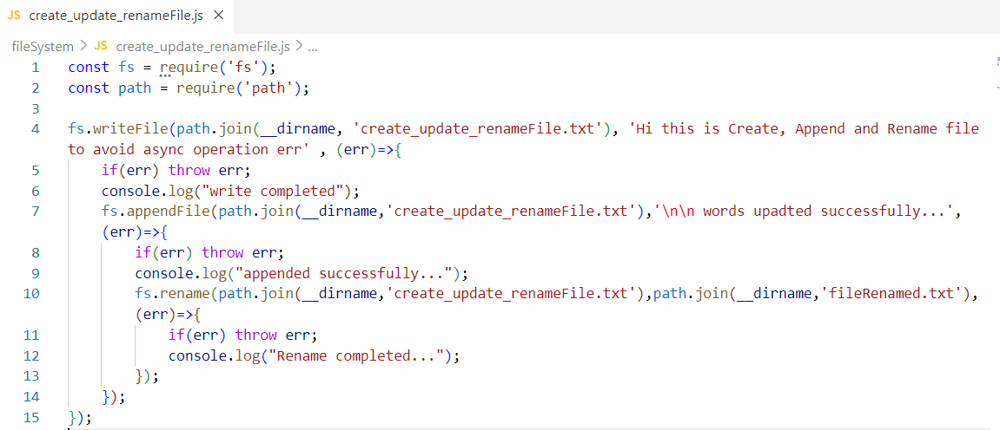 JS create_update_renameFile.js ×
fileSystem > JS create_update_renameFile.js > ...
1 const fs = require('fs');
2 const path = require('path');
3
4 fs.writeFile(path.join(__dirname, 'create_update_renameFile.txt'), 'Hi this is Create, Append and Rename file
to avoid async operation err' , (err)=>{
5 if(err) throw err;
6 console.log("write completed");
7 fs.appendFile(path.join(__dirname,'create_update_renameFile.txt'),'\n\n words upadted successfully...',
(err)=>{
8 if(err) throw err;
9 console.log("appended successfully...");
10 fs.rename(path.join(__dirname,'create_update_renameFile.txt'),path.join(__dirname,'fileRenamed.txt'),
(err)=>{
11 if(err) throw err;
12 console.log("Rename completed...");
13 });
14 });
15 });